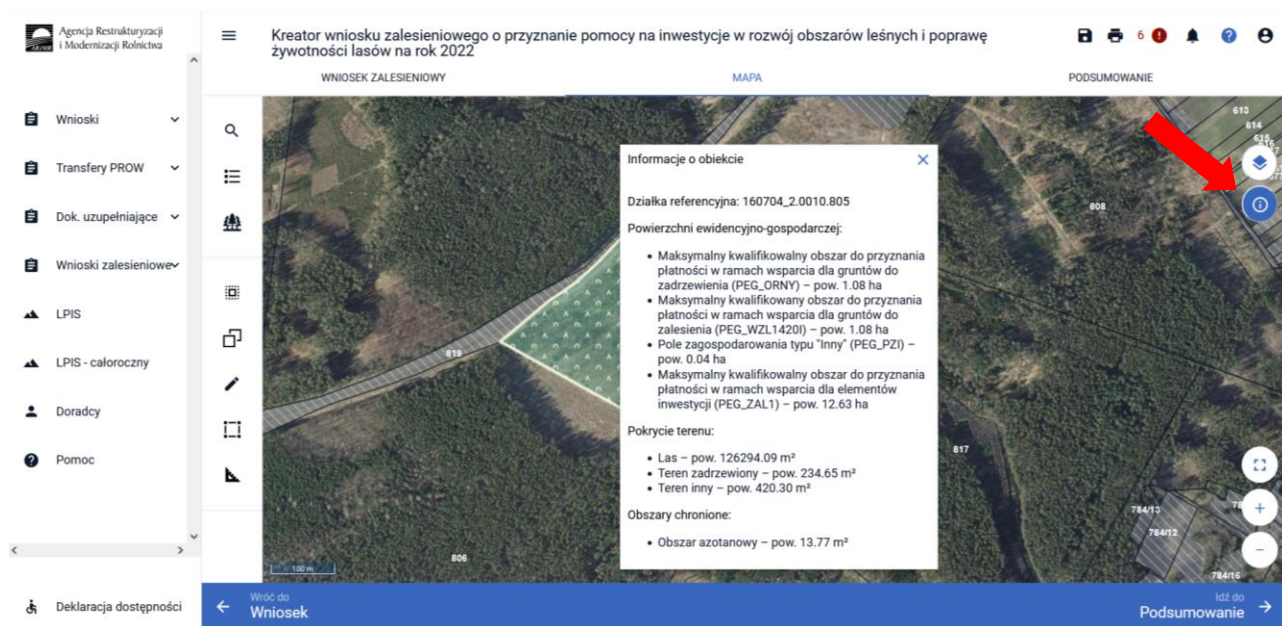 Agencja Restrukturyzacji
i Modernizacji Rolnictwa
ARiMR
Wnioski
Transfery PROW
Dok. uzupełniające
Wnioski zalesieniowe
LPIS
LPIS - całoroczny
Doradcy
Pomoc
Deklaracja dostępności
Kreator wniosku zalesieniowego o przyznanie pomocy na inwestycje w rozwój obszarów leśnych i poprawę
żywotności lasów na rok 2022
6
WNIOSEK ZALESIENIOWY
MAPA
PODSUMOWANIE
613
614
615
808
619
817
806
784/13
784/12
784/16
100 m
Informacje o obiekcie
Działka referencyjna: 160704_2.0010.805
Powierzchni ewidencyjno-gospodarczej:
• Maksymalny kwalifikowalny obszar do przyznania
płatności w ramach wsparcia dla gruntów do
zadrzewienia (PEG_ORNY) – pow. 1.08 ha
• Maksymalny kwalifikowany obszar do przyznania
płatności w ramach wsparcia dla gruntów do
zalesienia (PEG_WZL1420I) – pow. 1.08 ha
• Pole zagospodarowania typu "Inny" (PEG_PZI) –
pow. 0.04 ha
• Maksymalny kwalifikowalny obszar do przyznania
płatności w ramach wsparcia dla elementów
inwestycji (PEG_ZAL1) – pow. 12.63 ha
Pokrycie terenu:
• Las – pow. 126294.09 m²
• Teren zadrzewiony – pow. 234.65 m²
• Teren inny – pow. 420.30 m²
Obszary chronione:
• Obszar azotanowy – pow. 13.77 m²
Wróć do
Wniosek
Idź do
Podsumowanie